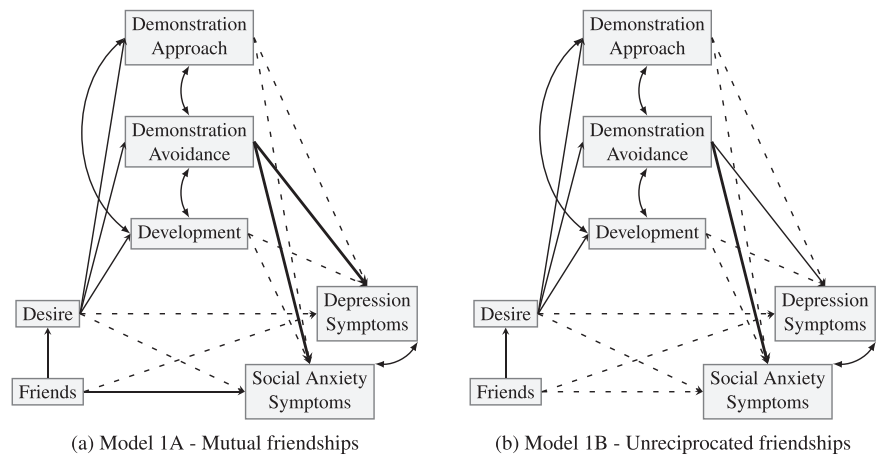 Demonstration
Approach
Demonstration
Avoidance
Development
Desire
Depression
Symptoms
Friends
Social Anxiety
Symptoms
(a) Model 1A - Mutual friendships
Demonstration
Approach
Demonstration
Avoidance
Development
Desire
Depression
Symptoms
Friends
Social Anxiety
Symptoms
(b) Model 1B - Unreciprocated friendships